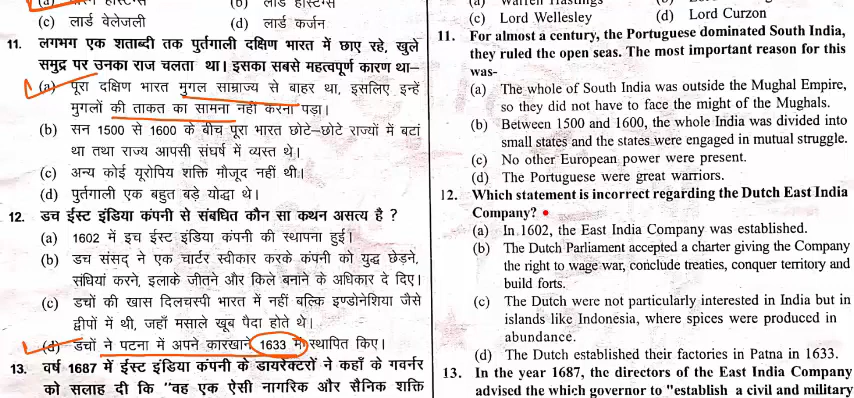 (c) लार्ड वेलेजली (d) लार्ड कर्जन
11. लगभग एक शताब्दी तक पुर्तगाली दक्षिण भारत में छाए रहे, खुले
समुद्र पर उनका राज चलता था। इसका सबसे महत्वपूर्ण कारण था—
(a) पूरा दक्षिण भारत मुगल साम्राज्य से बाहर था, इसलिए इन्हें
मुगलों की ताकत का सामना नहीं करना पड़ा।
(b) सन 1500 से 1600 के बीच पूरा भारत छोटे–छोटे राज्यों में बटां
था तथा राज्य आपसी संघर्ष में व्यस्त थे।
(c) अन्य कोई यूरोपिय शक्ति मौजूद नहीं थी।
(d) पुर्तगाली एक बहुत बड़े योद्धा थे।
12. डच ईस्ट इंडिया कंपनी से संबधित कौन सा कथन असत्य है ?
(a) 1602 में इच ईस्ट इंडिया कंपनी की स्थापना हुई।
(b) डच संसद् ने एक चार्टर स्वीकार करके कंपनी को युद्ध छेड़ने,
संधियां करने, इलाके जीतने और किले बनाने के अधिकार दे दिए।
(c) डचों की खास दिलचस्पी भारत में नहीं बल्कि इण्डोनेशिया जैसे
द्वीपों में थी, जहाँ मसाले खूब पैदा होते थे।
(d) डचों ने पटना में अपने कारखाने 1633 में स्थापित किए।
13. वर्ष 1687 में ईस्ट इंडिया कंपनी के डायरेक्टरों ने कहाँ के गवर्नर
को सलाह दी कि "वह एक ऐसी नागरिक और सैनिक शक्ति
(a) Warren Hastings
(c) Lord Wellesley (d) Lord Curzon
11. For almost a century, the Portuguese dominated South India,
they ruled the open seas. The most important reason for this
was-
(a) The whole of South India was outside the Mughal Empire,
so they did not have to face the might of the Mughals.
(b) Between 1500 and 1600, the whole India was divided into
small states and the states were engaged in mutual struggle.
(c) No other European power were present.
(d) The Portuguese were great warriors.
12. Which statement is incorrect regarding the Dutch East India
Company?
(a) In 1602, the East India Company was established.
(b) The Dutch Parliament accepted a charter giving the Company
the right to wage war, conclude treaties, conquer territory and
build forts.
(c) The Dutch were not particularly interested in India but in
islands like Indonesia, where spices were produced in
abundance.
(d) The Dutch established their factories in Patna in 1633.
13. In the year 1687, the directors of the East India Company
advised the which governor to "establish a civil and military